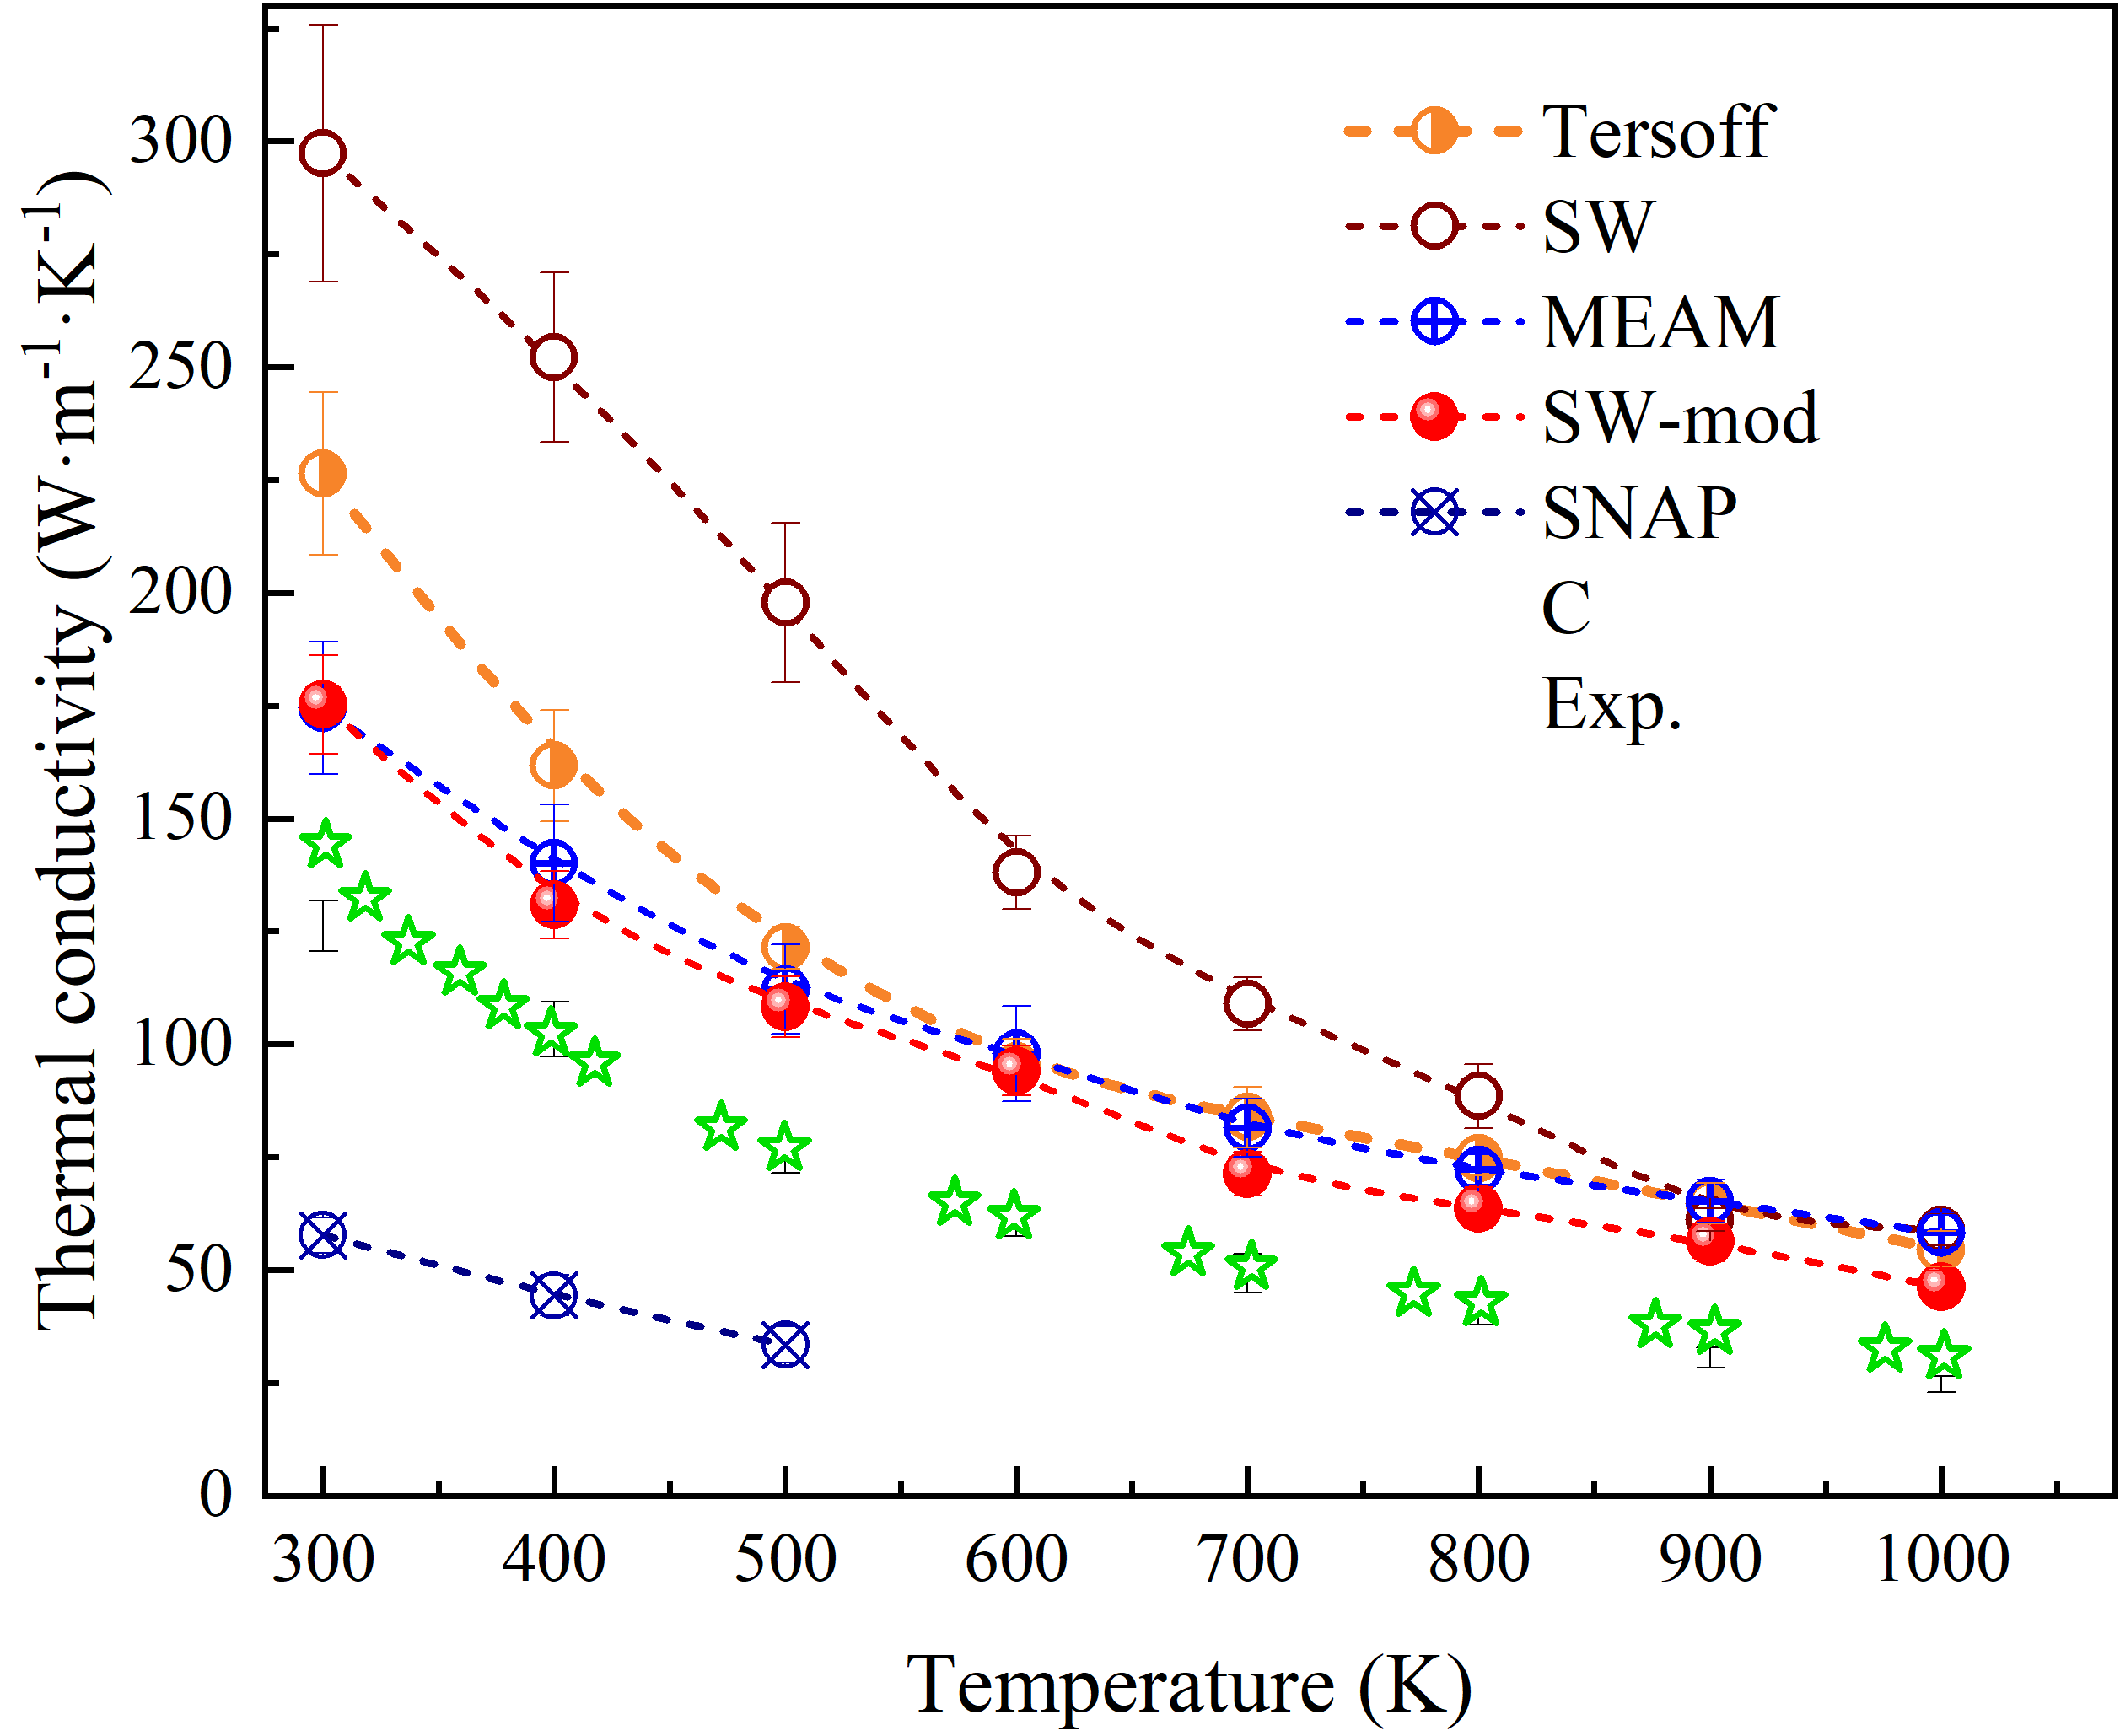 Thermal conductivity (W·m⁻¹·K⁻¹)
300
250
200
150
100
50
0
Tersoff
SW
MEAM
SW-mod
SNAP
C
Exp.
300 400 500 600 700 800 900 1000
Temperature (K)